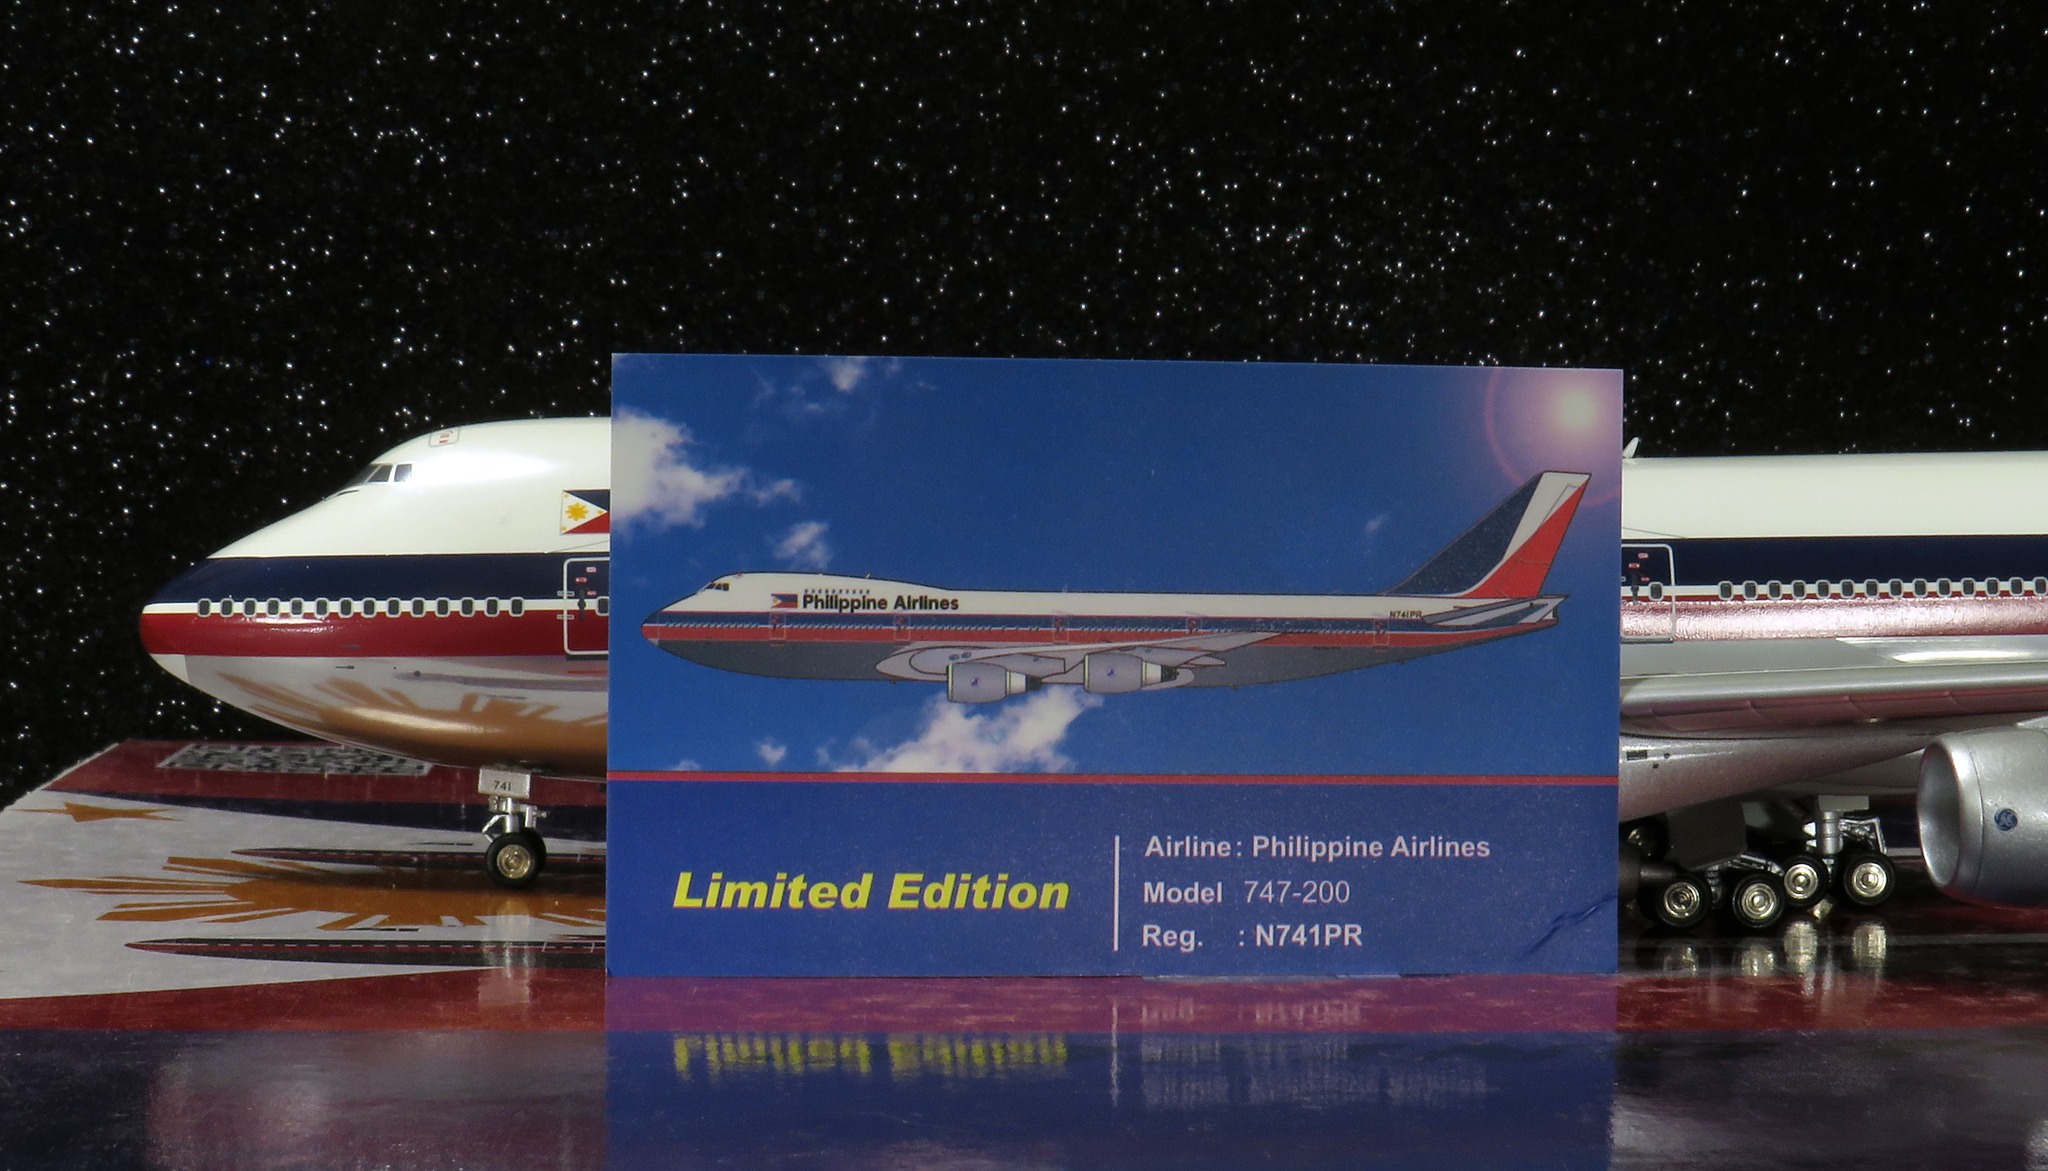 Philippine Airlines
N741PR
741
Limited Edition
Airline: Philippine Airlines
Model 747-200
Reg. : N741PR